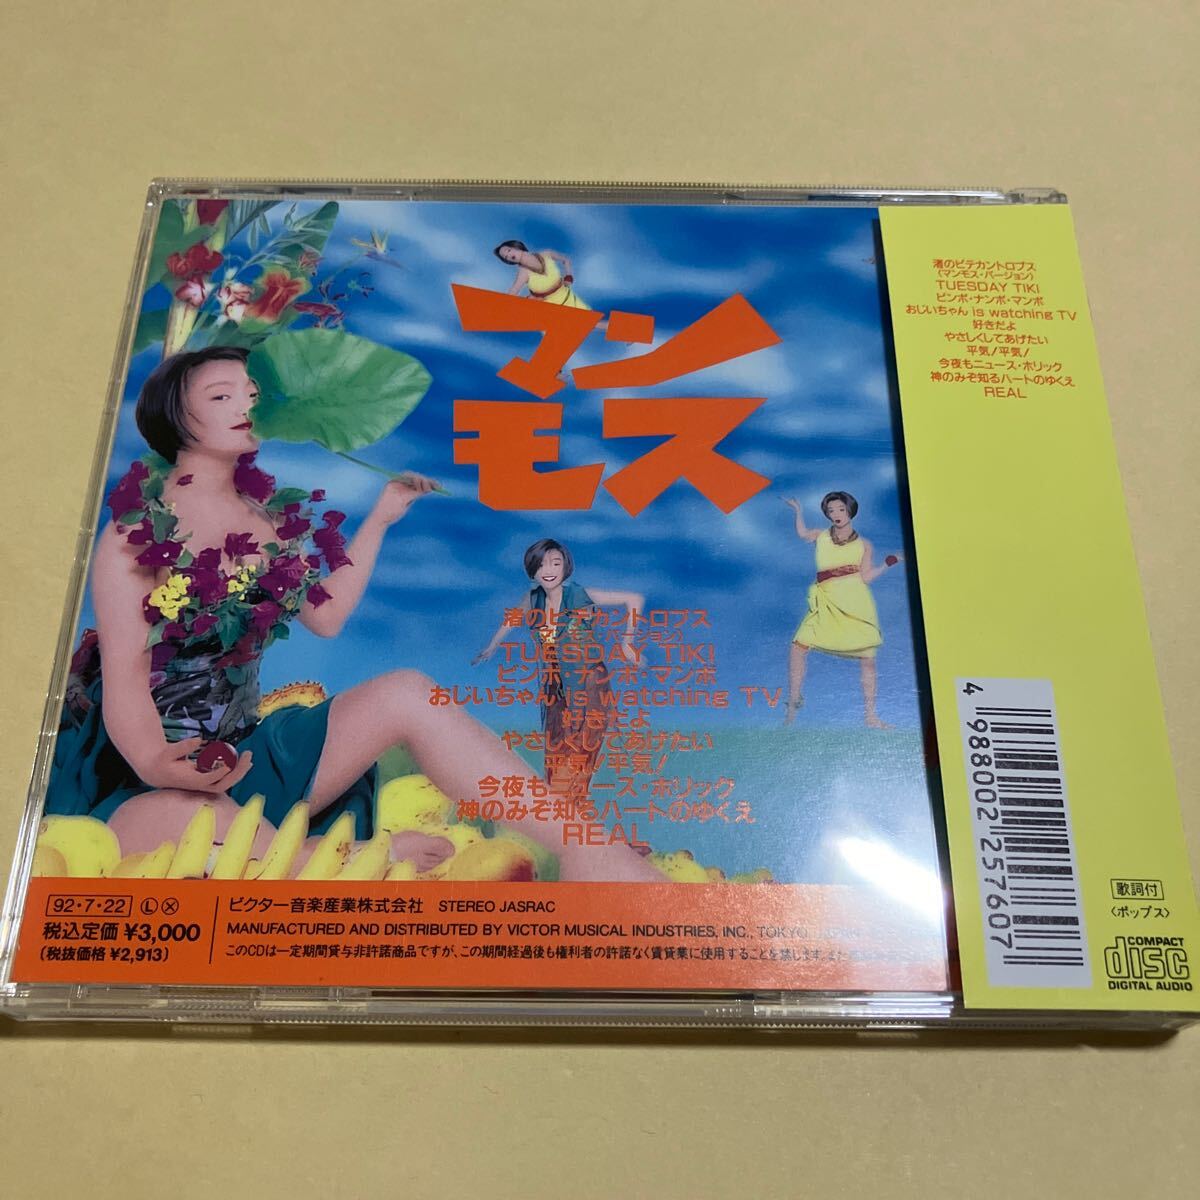 マン
モス
渚のピテカントロプス
(マンモス・バージョン)
TUESDAY TIKI
ビンボ・ナンボ・マンボ
おじいちゃん is watching TV
好きだよ
やさしくしてあげたい
平気!平気!
今夜もニュース・ホリック
神のみぞ知るハートのゆくえ
REAL
92・7・22 Ⓛ Ⓧ
税込定価 ¥3,000
(税抜価格 ¥2,913)
ビクター音楽産業株式会社 STEREO JASRAC
MANUFACTURED AND DISTRIBUTED BY VICTOR MUSICAL INDUSTRIES, INC., TOKYO, JAPAN
このCDは一定期間貸与非許諾商品ですが、この期間経過後も権利者の許諾なく賃貸業に使用することを禁じます。また
渚のピテカントロプス
(マンモス・バージョン)
TUESDAY TIKI
ビンボ・ナンボ・マンボ
おじいちゃん is watching TV
好きだよ
やさしくしてあげたい
平気!平気!
今夜もニュース・ホリック
神のみぞ知るハートのゆくえ
REAL
4 988002 257607
歌詞付
〈ポップス〉
COMPACT
disc
DIGITAL AUDIO